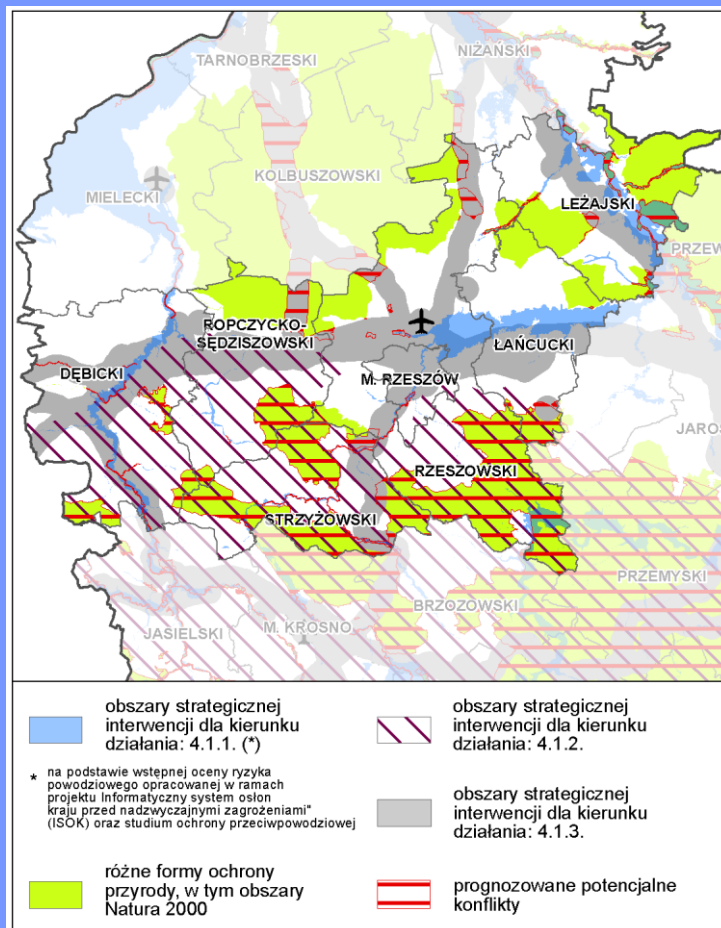 TARNOBRZESKI
NIŻAŃSKI
KOLBUSZOWSKI
MIELECKI
LEŻAJSKI
PRZEW
ROPCZYCKO-
SĘDZISZOWSKI
ŁAŃCUCKI
DĘBICKI
M. RZESZÓW
JAROS
RZESZOWSKI
STRZYŻOWSKI
PRZEMYSKI
BRZOZOWSKI
M. KROSNO
JASIELSKI
obszary strategicznej
interwencji dla kierunku
działania: 4.1.1. (*)
* na podstawie wstępnej oceny ryzyka
powodziowego opracowanej w ramach
projektu Informatyczny system osłon
kraju przed nadzwyczajnymi zagrożeniami"
(ISOK) oraz studium ochrony przeciwpowodziowej
różne formy ochrony
przyrody, w tym obszary
Natura 2000
obszary strategicznej
interwencji dla kierunku
działania: 4.1.2.
obszary strategicznej
interwencji dla kierunku
działania: 4.1.3.
prognozowane potencjalne
konflikty